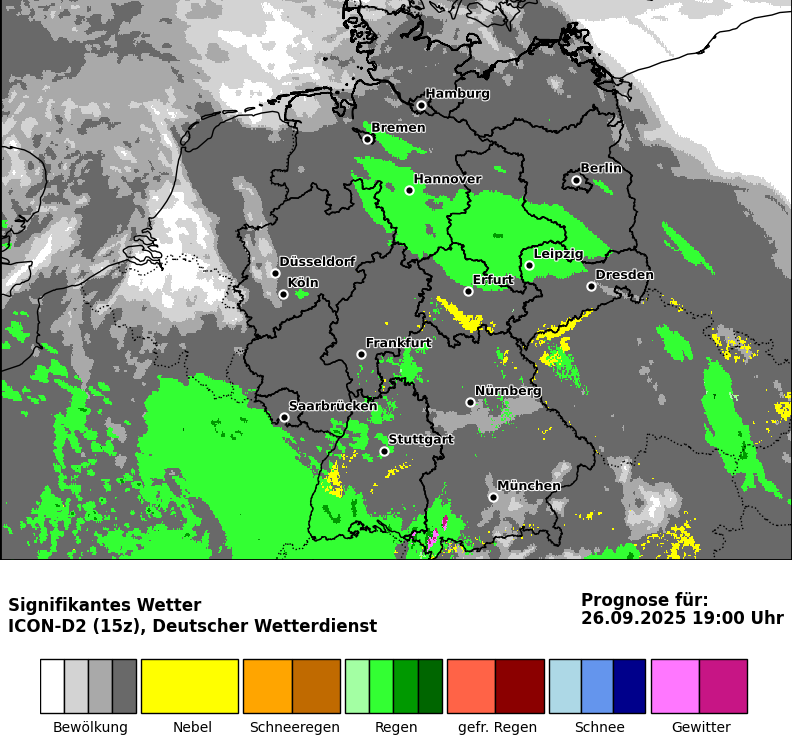 Hamburg
Bremen
Berlin
Hannover
Düsseldorf
Leipzig
Köln
Erfurt
Dresden
Frankfurt
Nürnberg
Saarbrücken
Stuttgart
München
Signifikantes Wetter
ICON-D2 (15z), Deutscher Wetterdienst
Prognose für:
26.09.2025 19:00 Uhr
Bewölkung
Nebel
Schneeregen
Regen
gefr. Regen
Schnee
Gewitter